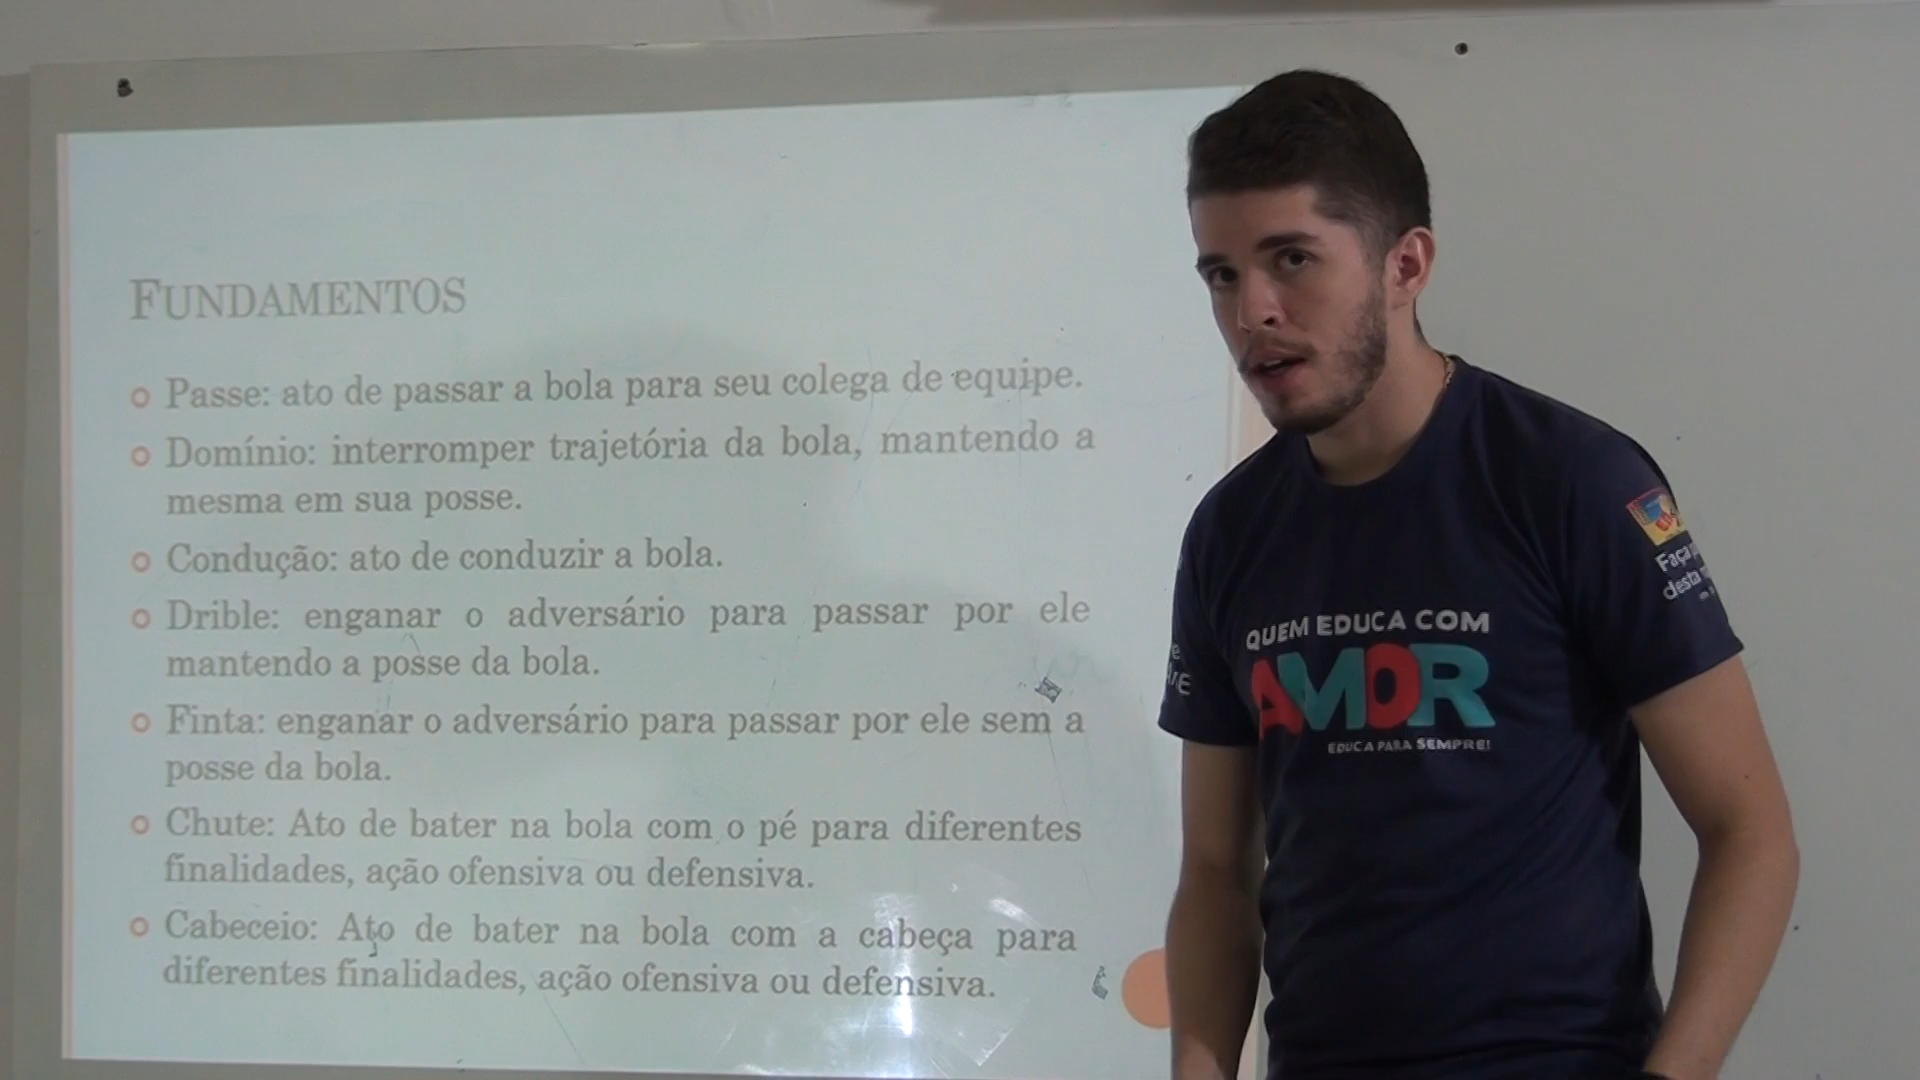 FUNDAMENTOS
Passe: ato de passar a bola para seu colega de equipe.
Domínio: interromper trajetória da bola, mantendo a
mesma em sua posse.
Condução: ato de conduzir a bola.
Drible: enganar o adversário para passar por ele
mantendo a posse da bola.
Finta: enganar o adversário para passar por ele sem a
posse da bola.
Chute: Ato de bater na bola com o pé para diferentes
finalidades, ação ofensiva ou defensiva.
Cabeceio: Ato de bater na bola com a cabeça para
diferentes finalidades, ação ofensiva ou defensiva.
QUEM EDUCA COM
AMOR
EDUCA PARA SEMPRE!
Faça
desta